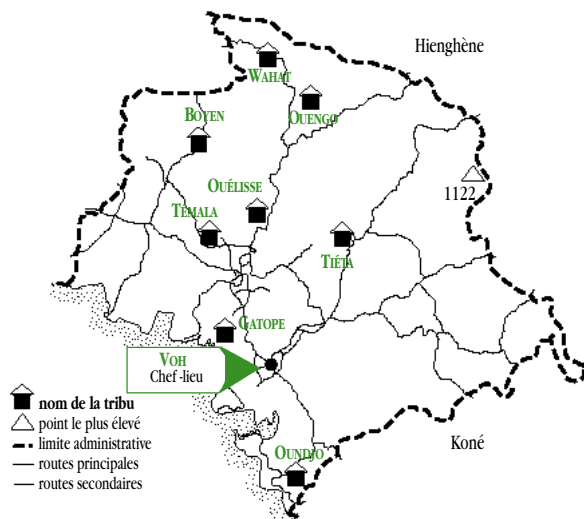 Hienghène
WAHAT
OUENGO
BOYEN
1122
OUÉLISSE
TÉMALA
TIÉTA
GATOPE
VOH
Chef -lieu
nom de la tribu
point le plus élevé
limite administrative
routes principales
routes secondaires
Koné
OUNDJO